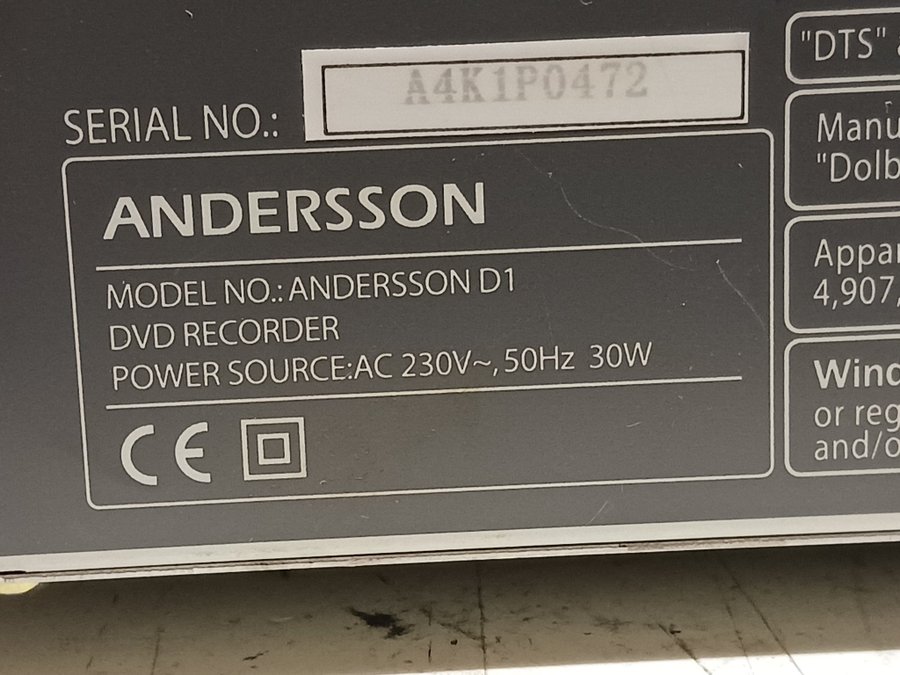 SERIAL NO.: A4K1P0472
ANDERSSON
MODEL NO.: ANDERSSON D1
DVD RECORDER
POWER SOURCE:AC 230V~, 50Hz 30W
CE
"DTS"
Manu
"Dolb
Appar
4,907,
Wind
or reg
and/o